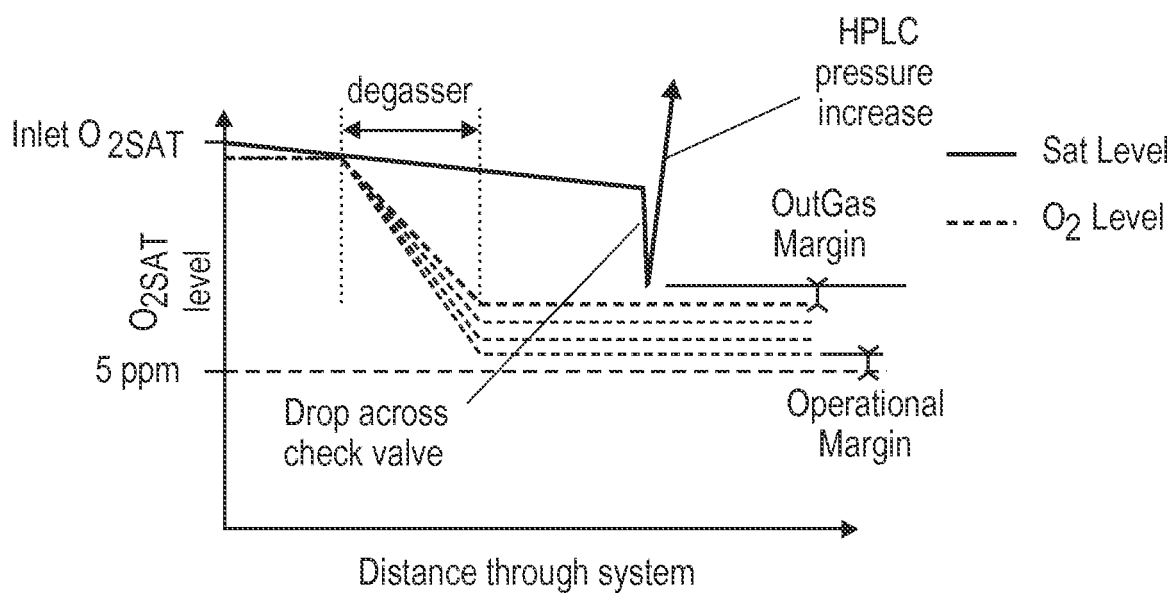 HPLC
pressure
increase
degasser
Inlet O2SAT
Sat Level
O2 Level
OutGas
Margin
O2SAT
level
5 ppm
Drop across
check valve
Operational
Margin
Distance through system